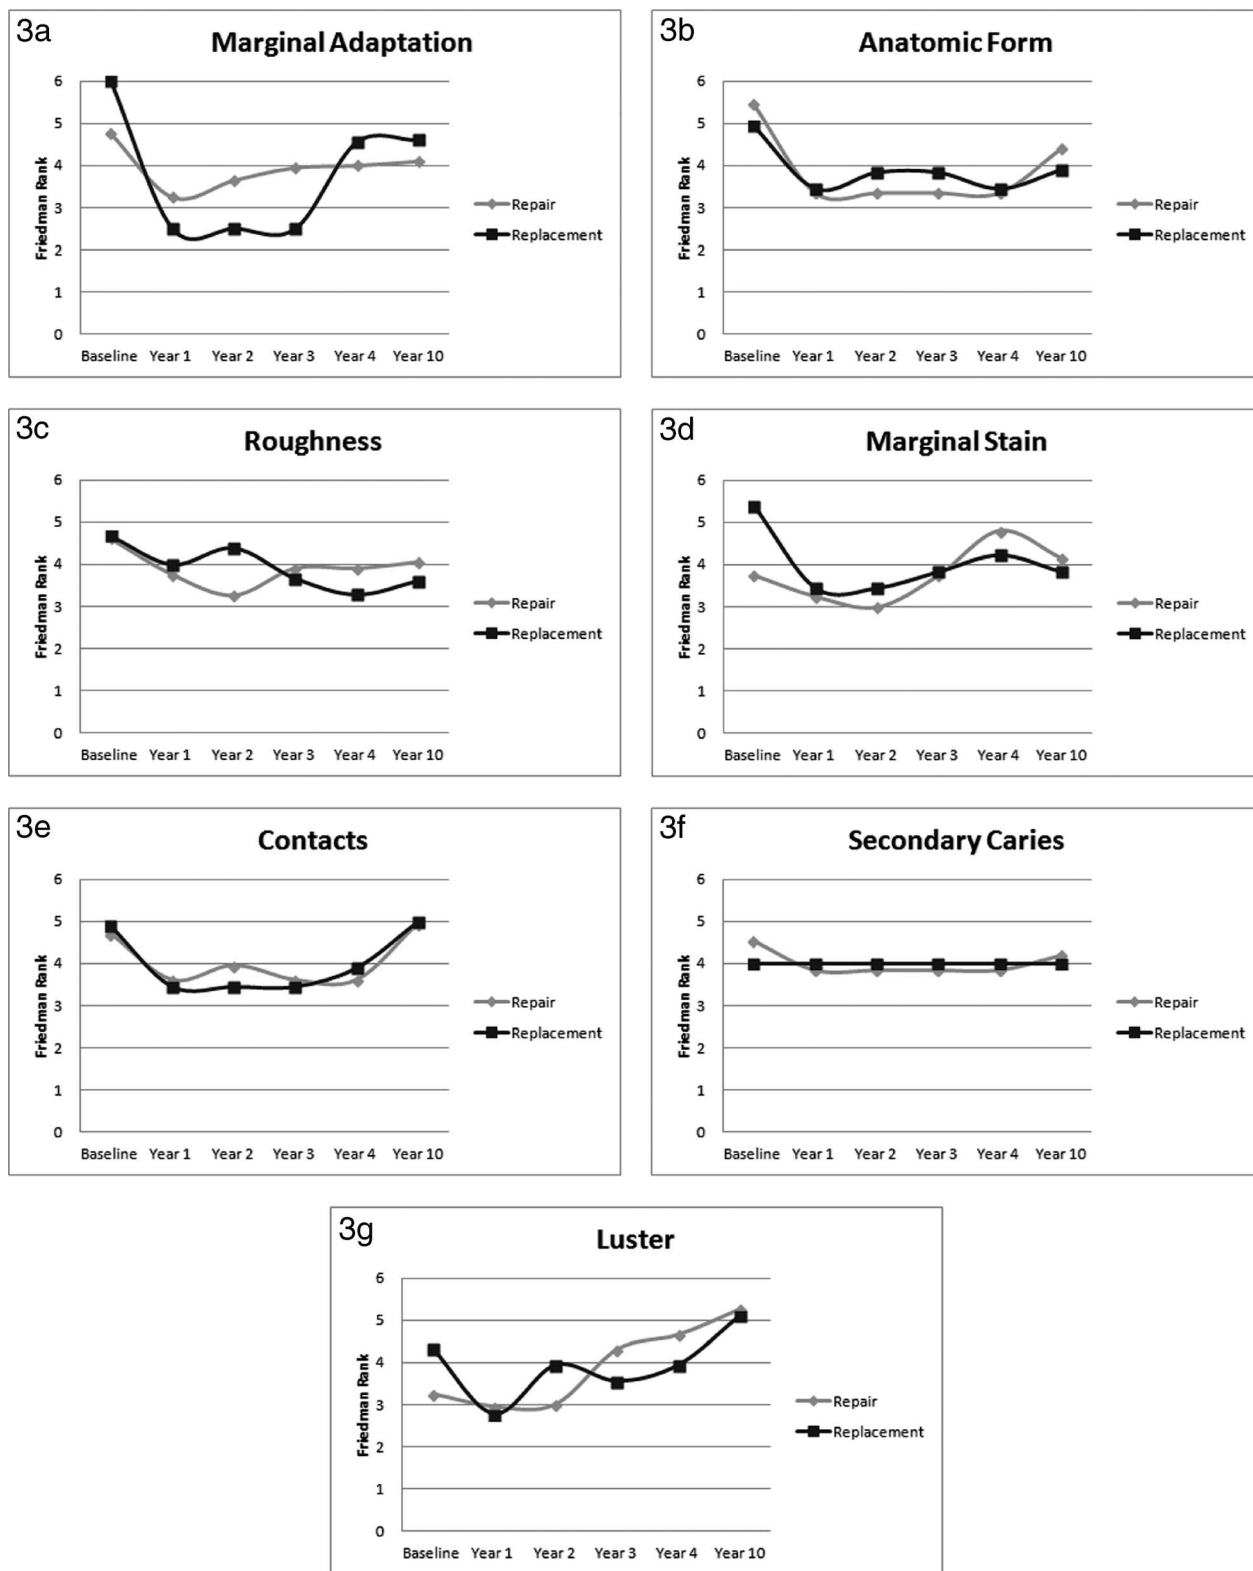 3a
Marginal Adaptation
6
5
4
3
2
1
0
Friedman Rank
Baseline Year 1 Year 2 Year 3 Year 4 Year 10
Repair
Replacement
3b
Anatomic Form
6
5
4
3
2
1
0
Friedman Rank
Baseline Year 1 Year 2 Year 3 Year 4 Year 10
Repair
Replacement
3c
Roughness
6
5
4
3
2
1
0
Friedman Rank
Baseline Year 1 Year 2 Year 3 Year 4 Year 10
Repair
Replacement
3d
Marginal Stain
6
5
4
3
2
1
0
Friedman Rank
Baseline Year 1 Year 2 Year 3 Year 4 Year 10
Repair
Replacement
3e
Contacts
6
5
4
3
2
1
0
Friedman Rank
Baseline Year 1 Year 2 Year 3 Year 4 Year 10
Repair
Replacement
3f
Secondary Caries
6
5
4
3
2
1
0
Friedman Rank
Baseline Year 1 Year 2 Year 3 Year 4 Year 10
Repair
Replacement
3g
Luster
6
5
4
3
2
1
0
Friedman Rank
Baseline Year 1 Year 2 Year 3 Year 4 Year 10
Repair
Replacement